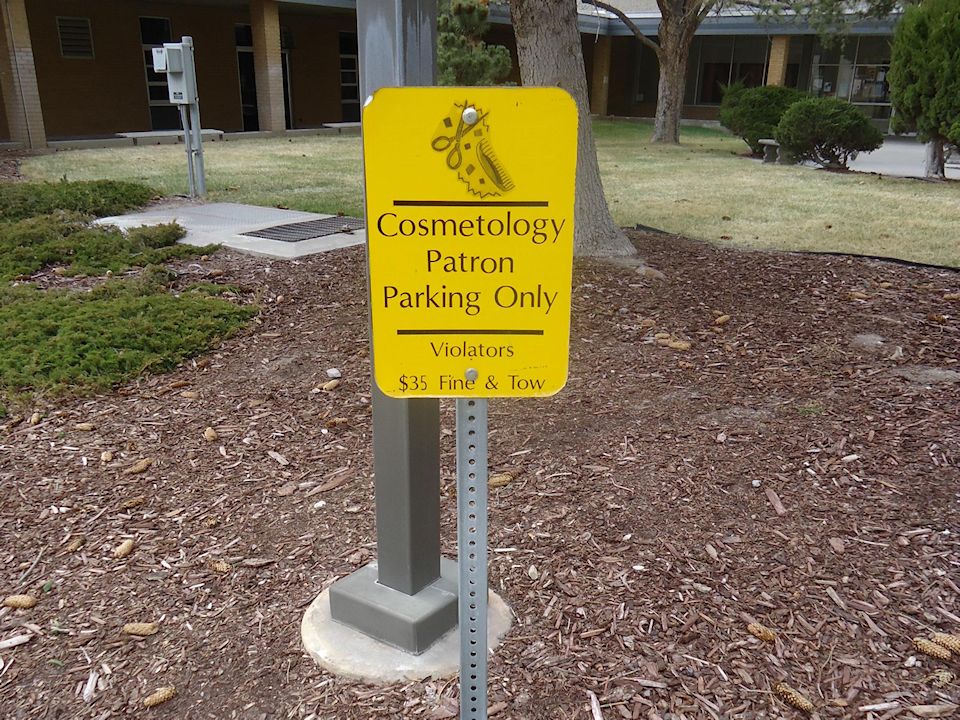 Cosmetology
Patron
Parking Only
Violators
$35 Fine & Tow